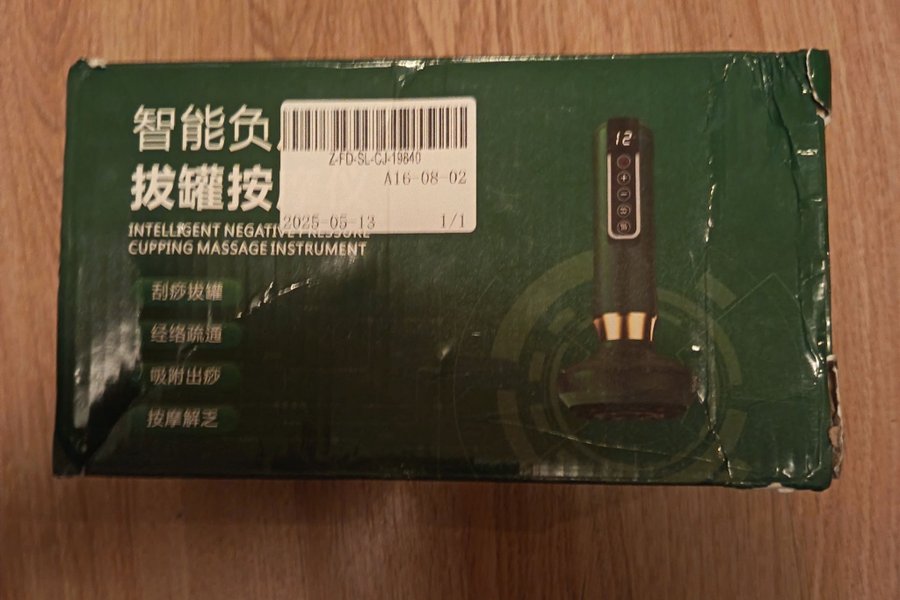 智能负
拔罐按
INTELLIGENT NEGATIVE PRESSURE
CUPPING MASSAGE INSTRUMENT
刮痧拔罐
经络疏通
吸附出痧
按摩解乏
Z-FD-SL-CJ-19840
A16-08-02
2025-05-13 1/1
12